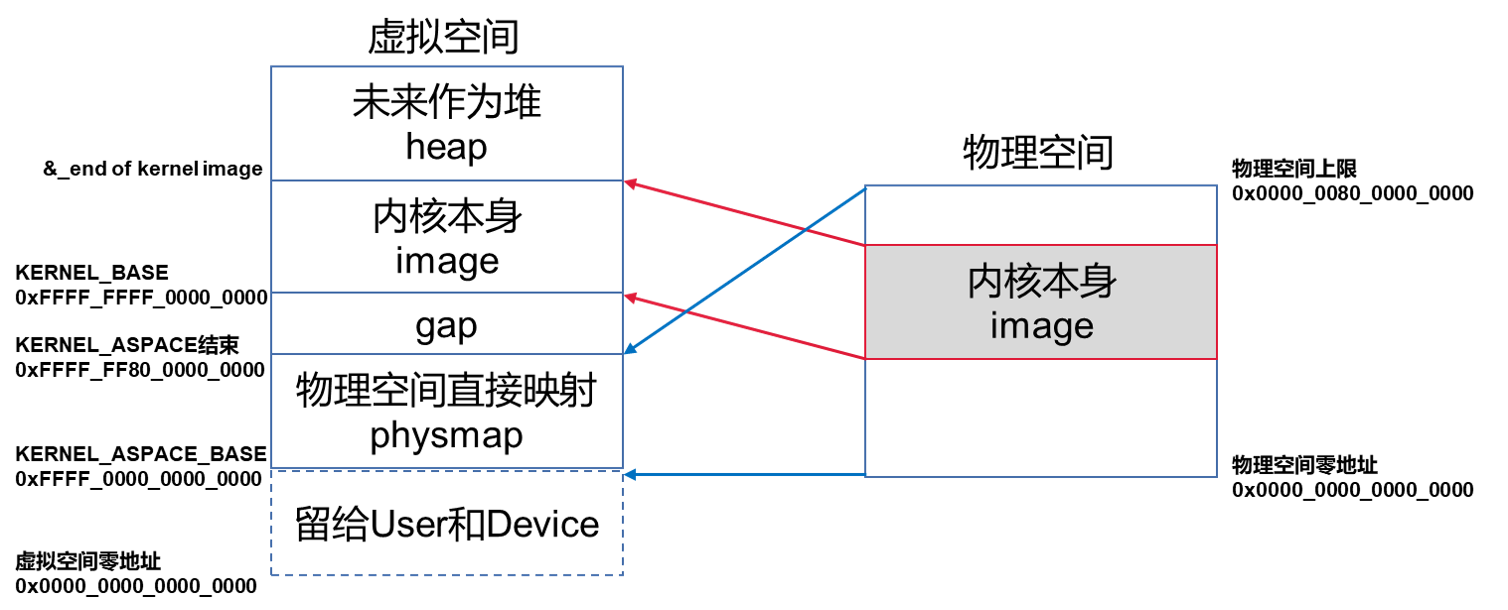 虚拟空间
未来作为堆
heap
&_end of kernel image
内核本身
image
KERNEL_BASE
0xFFFF_FFFF_0000_0000
gap
KERNEL_ASPACE结束
0xFFFF_FF80_0000_0000
物理空间直接映射
physmap
KERNEL_ASPACE_BASE
0xFFFF_0000_0000_0000
留给User和Device
虚拟空间零地址
0x0000_0000_0000_0000
物理空间
物理空间上限
0x0000_0080_0000_0000
内核本身
image
物理空间零地址
0x0000_0000_0000_0000